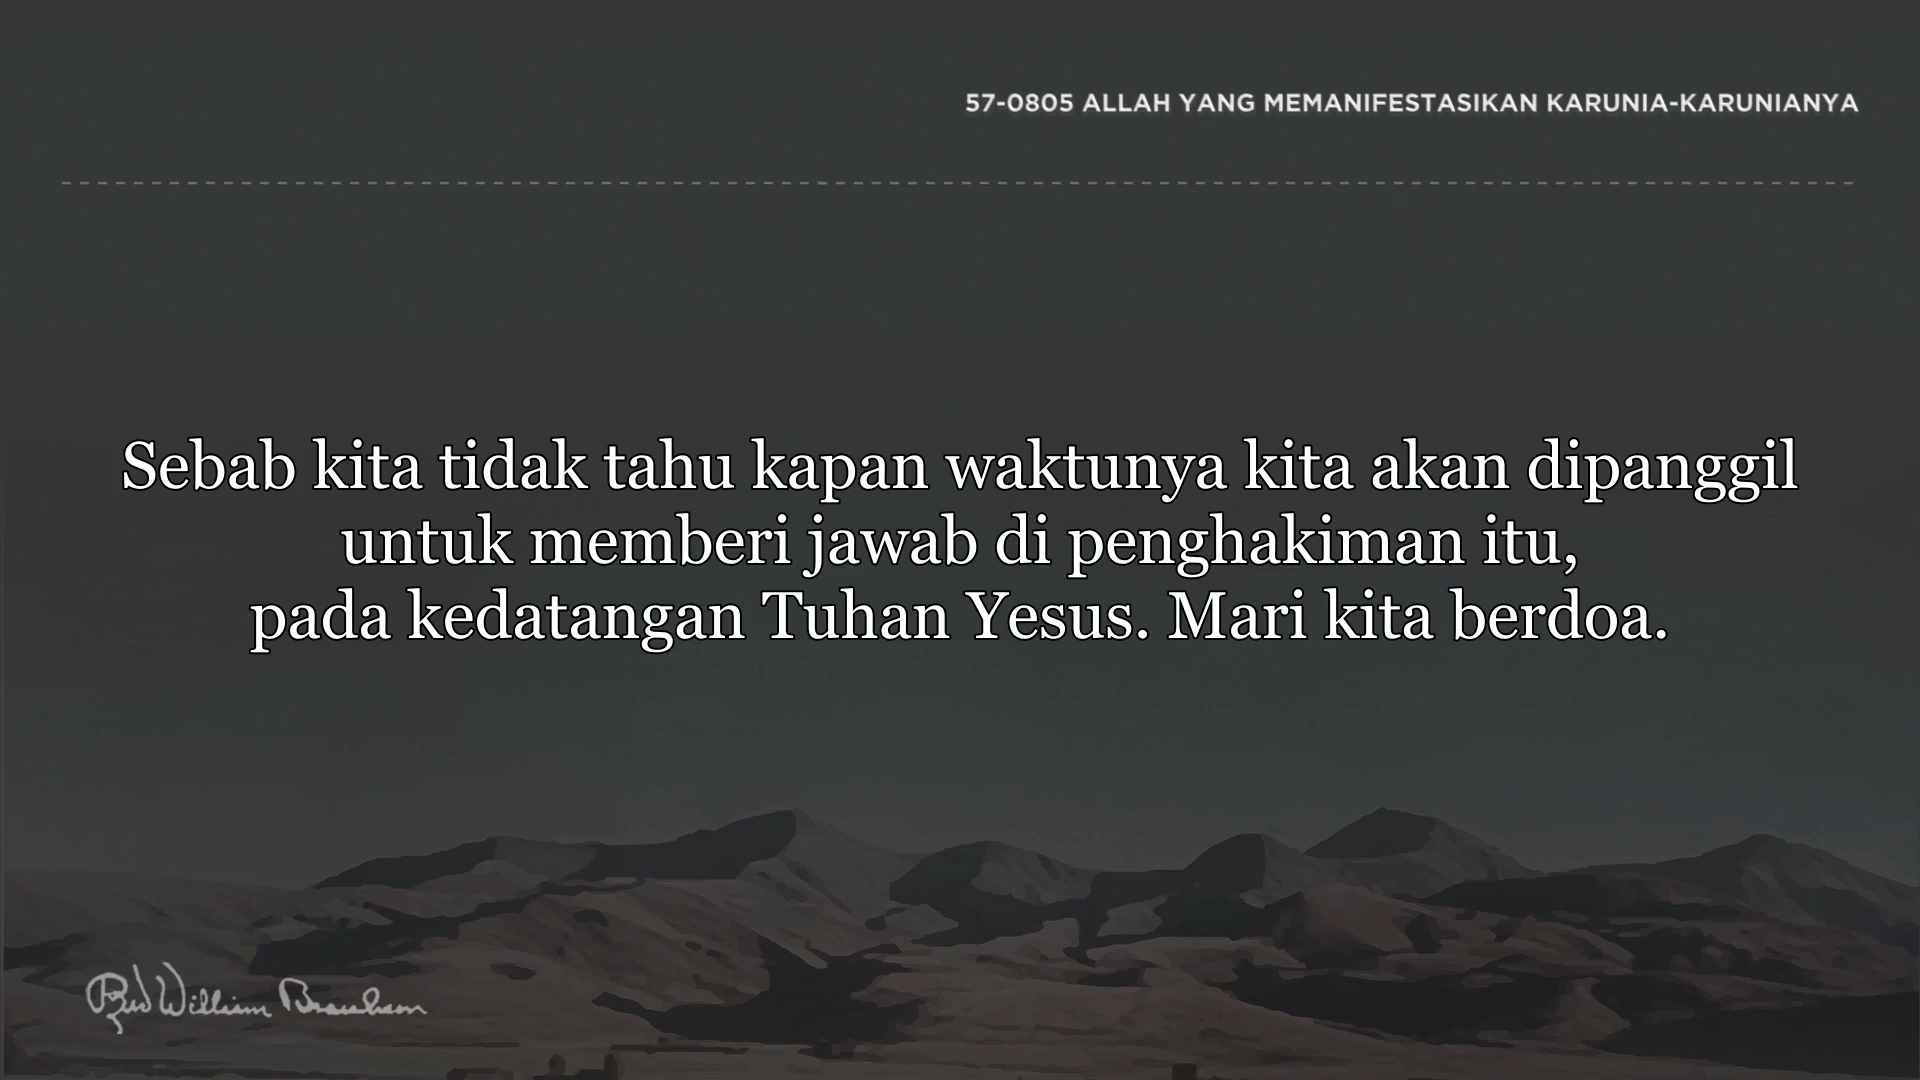 57-0805 ALLAH YANG MEMANIFESTASIKAN KARUNIA-KARUNIANYA
Sebab kita tidak tahu kapan waktunya kita akan dipanggil
untuk memberi jawab di penghakiman itu,
pada kedatangan Tuhan Yesus. Mari kita berdoa.
Rev William Branham